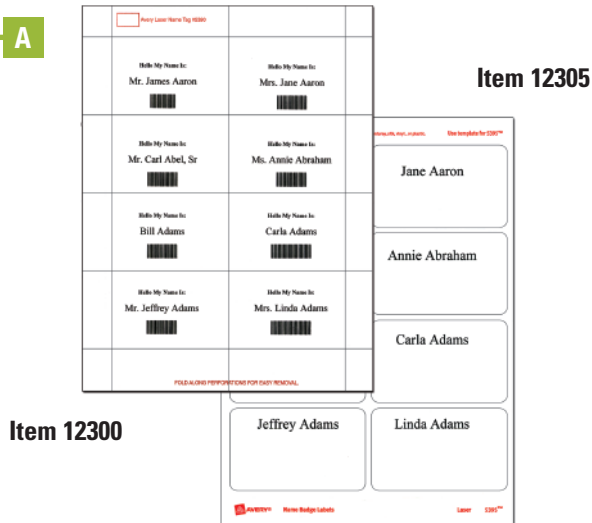 A
Avery Laser Name Tag
Hello My Name Is:
Mr. James Aaron
Hello My Name Is:
Mrs. Jane Aaron
Hello My Name Is:
Mr. Carl Abel, Sr
Hello My Name Is:
Ms. Annie Abraham
Hello My Name Is:
Bill Adams
Hello My Name Is:
Carla Adams
Hello My Name Is:
Mr. Jeffrey Adams
Hello My Name Is:
Mrs. Linda Adams
FOLD ALONG PERFORATIONS FOR EASY REMOVAL.
Item 12300
Item 12305
Use template for 5395™
Jane Aaron
Annie Abraham
Carla Adams
Jeffrey Adams
Linda Adams
AVERY®
Name Badge Labels
Laser
5395™